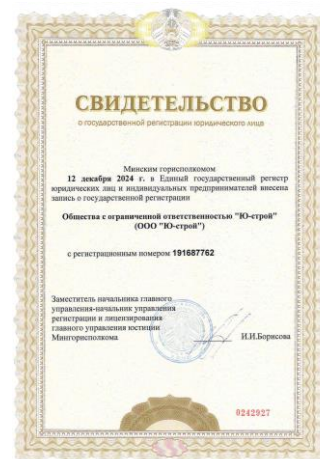 СВИДЕТЕЛЬСТВО
о государственной регистрации юридического лица
Минским горисполкомом
12 декабря 2024 г. в Единый государственный регистр
юридических лиц и индивидуальных предпринимателей внесена
запись о государственной регистрации
Общества с ограниченной ответственностью "Ю-строй"
(ООО "Ю-строй")
с регистрационным номером 191687762
Заместитель начальника главного
управления-начальник управления
регистрации и лицензирования
главного управления юстиции
Мингорисполкома
И.И.Борисова
0242927